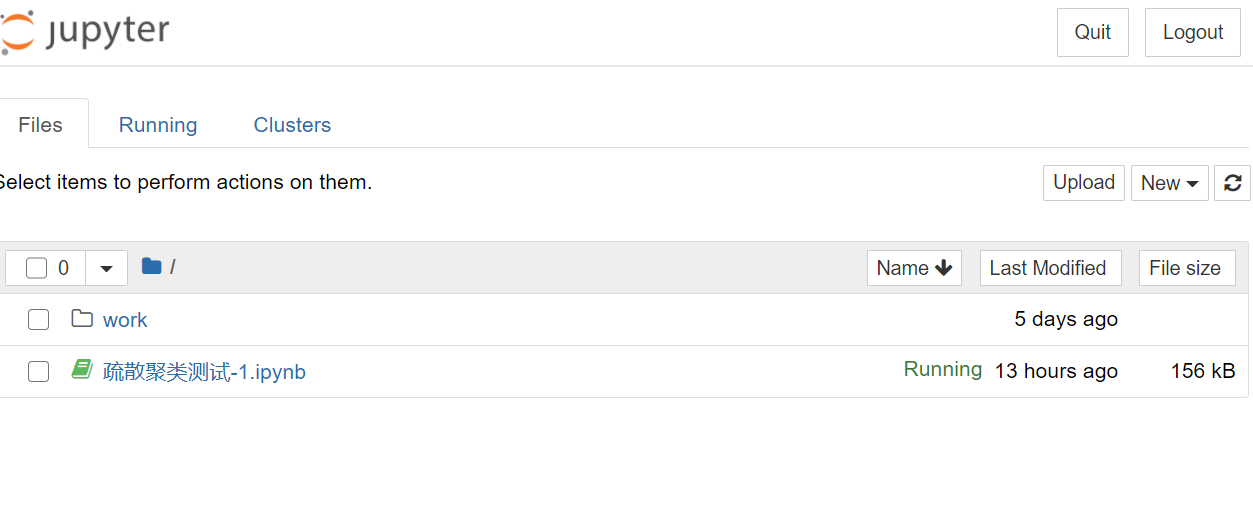 jupyter
Quit Logout
Files Running Clusters
Select items to perform actions on them.
Upload New
0 / Name Last Modified File size
work 5 days ago
疏散聚类测试-1.ipynb Running 13 hours ago 156 kB